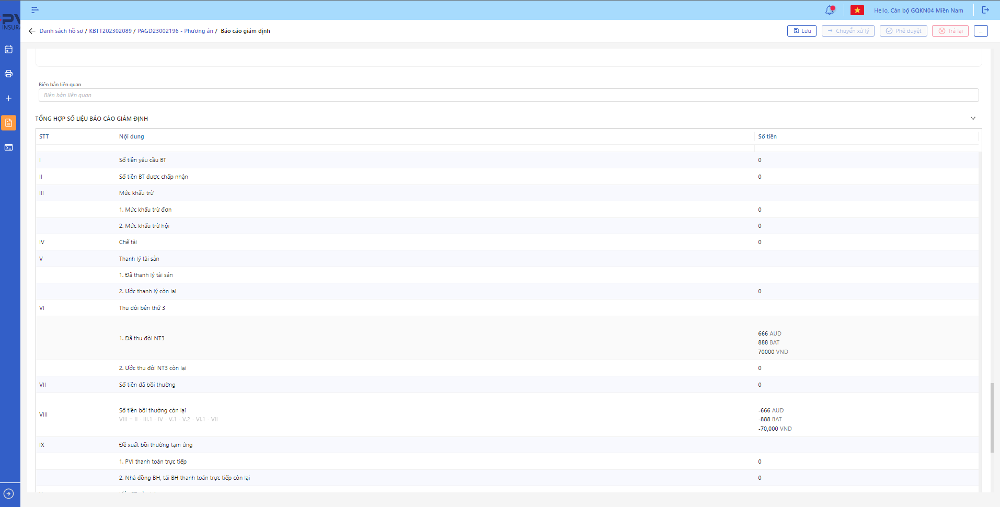 Hello, Cán bộ GQKN04 Miền Nam
Danh sách hồ sơ / KBTT202302089 / PAGD23002196 - Phương án / Báo cáo giám định
Lưu
Chuyển xử lý
Phê duyệt
Trả lại
...
Biên bản liên quan
Biên bản liên quan
TỔNG HỢP SỐ LIỆU BÁO CÁO GIÁM ĐỊNH
STT Nội dung Số tiền
I Số tiền yêu cầu BT 0
II Số tiền BT được chấp nhận 0
III Mức khấu trừ
1. Mức khấu trừ đơn 0
2. Mức khấu trừ hội 0
IV Chế tài 0
V Thanh lý tài sản
1. Đã thanh lý tài sản
2. Ước thanh lý còn lại 0
VI Thu đòi bên thứ 3
1. Đã thu đòi NT3
666 AUD
888 BAT
70000 VND
2. Ước thu đòi NT3 còn lại 0
VII Số tiền đã bồi thường 0
VIII
Số tiền bồi thường còn lại
VIII = II - III.1 - IV - V.1 - V.2 - VI.1 - VII
-666 AUD
-888 BAT
-70,000 VND
IX Đề xuất bồi thường tạm ứng
1. PVI thanh toán trực tiếp 0
2. Nhà đồng BH, tái BH thanh toán trực tiếp còn lại 0